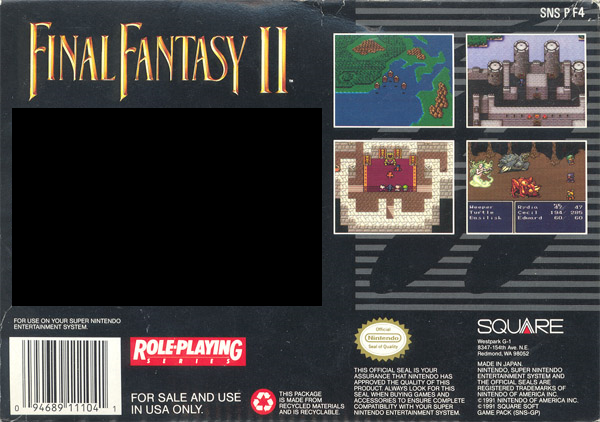 SNS P F4
FINAL FANTASY II
TM
Weeper
Turtle
Basilisk
Rydia 47/ 47
Cecil 194/ 205
Edward 60/ 60
FOR USE ON YOUR SUPER NINTENDO
ENTERTAINMENT SYSTEM.
0 94689 11104 1
ROLE-PLAYING
SERIES
FOR SALE AND USE
IN USA ONLY.
THIS PACKAGE
IS MADE FROM
RECYCLED MATERIALS
AND IS RECYCLABLE.
Official
Nintendo
Seal of Quality
THIS OFFICIAL SEAL IS YOUR
ASSURANCE THAT NINTENDO HAS
APPROVED THE QUALITY OF THIS
PRODUCT. ALWAYS LOOK FOR THIS
SEAL WHEN BUYING GAMES AND
ACCESSORIES TO ENSURE COMPLETE
COMPATIBILITY WITH YOUR SUPER
NINTENDO ENTERTAINMENT SYSTEM.
SQUARE
Westpark G-1
8347-154th Ave. N.E.
Redmond, WA 98052
MADE IN JAPAN.
NINTENDO, SUPER NINTENDO
ENTERTAINMENT SYSTEM AND
THE OFFICIAL SEALS ARE
REGISTERED TRADEMARKS OF
NINTENDO OF AMERICA INC.
©1991 NINTENDO OF AMERICA INC.
©1991 SQUARE SOFT
GAME PACK (SNS-GP)